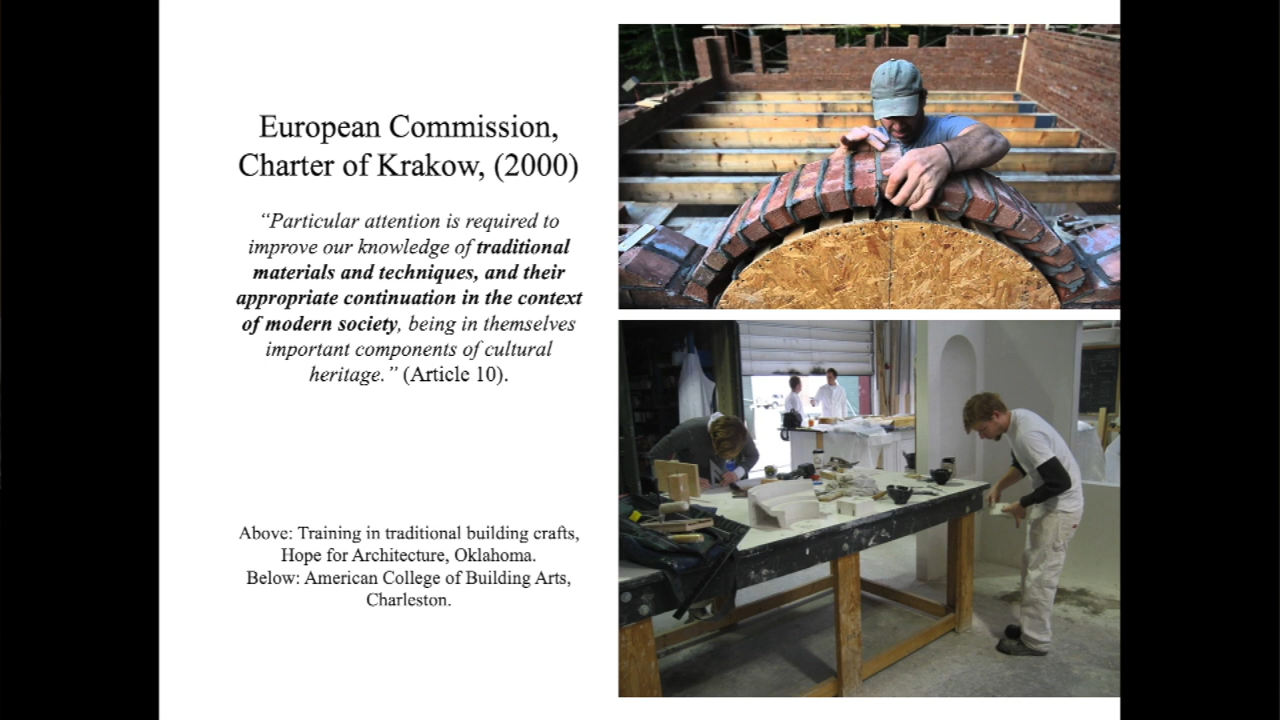 European Commission,
Charter of Krakow, (2000)
“Particular attention is required to
improve our knowledge of traditional
materials and techniques, and their
appropriate continuation in the context
of modern society, being in themselves
important components of cultural
heritage.” (Article 10).
Above: Training in traditional building crafts,
Hope for Architecture, Oklahoma.
Below: American College of Building Arts,
Charleston.